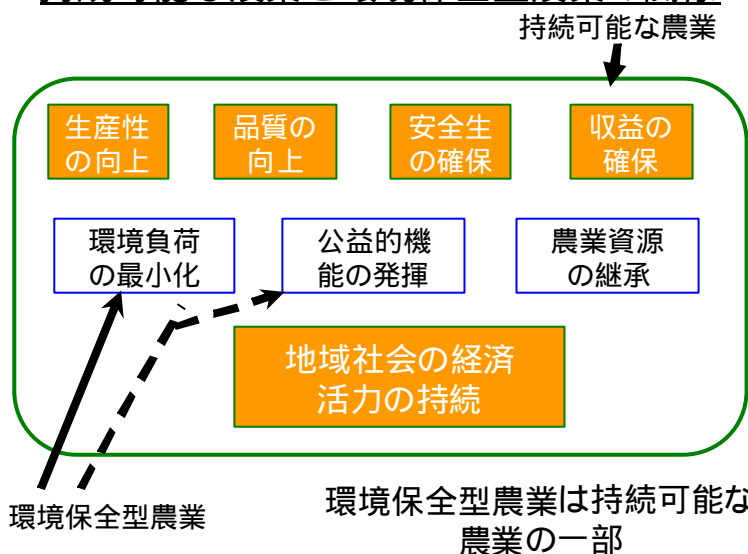 持続可能な農業
生産性
の向上
品質の
向上
安全生
の確保
収益の
確保
環境負荷
の最小化
公益的機
能の発揮
農業資源
の継承
地域社会の経済
活力の持続
環境保全型農業
環境保全型農業は持続可能な
農業の一部